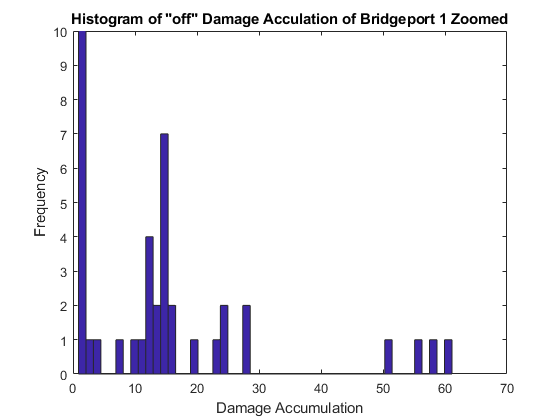 Histogram of "off" Damage Acculation of Bridgeport 1 Zoomed
10
9
8
7
6
5
4
3
2
1
0
Frequency
0 10 20 30 40 50 60 70
Damage Accumulation